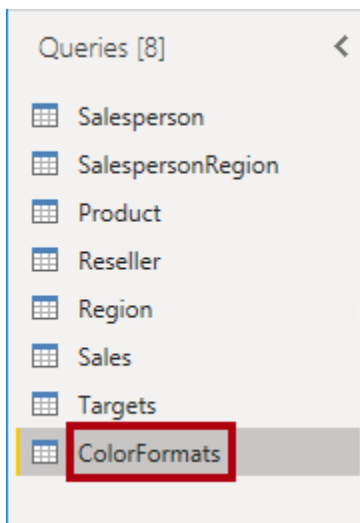 Queries [8]
Salesperson
SalespersonRegion
Product
Reseller
Region
Sales
Targets
ColorFormats